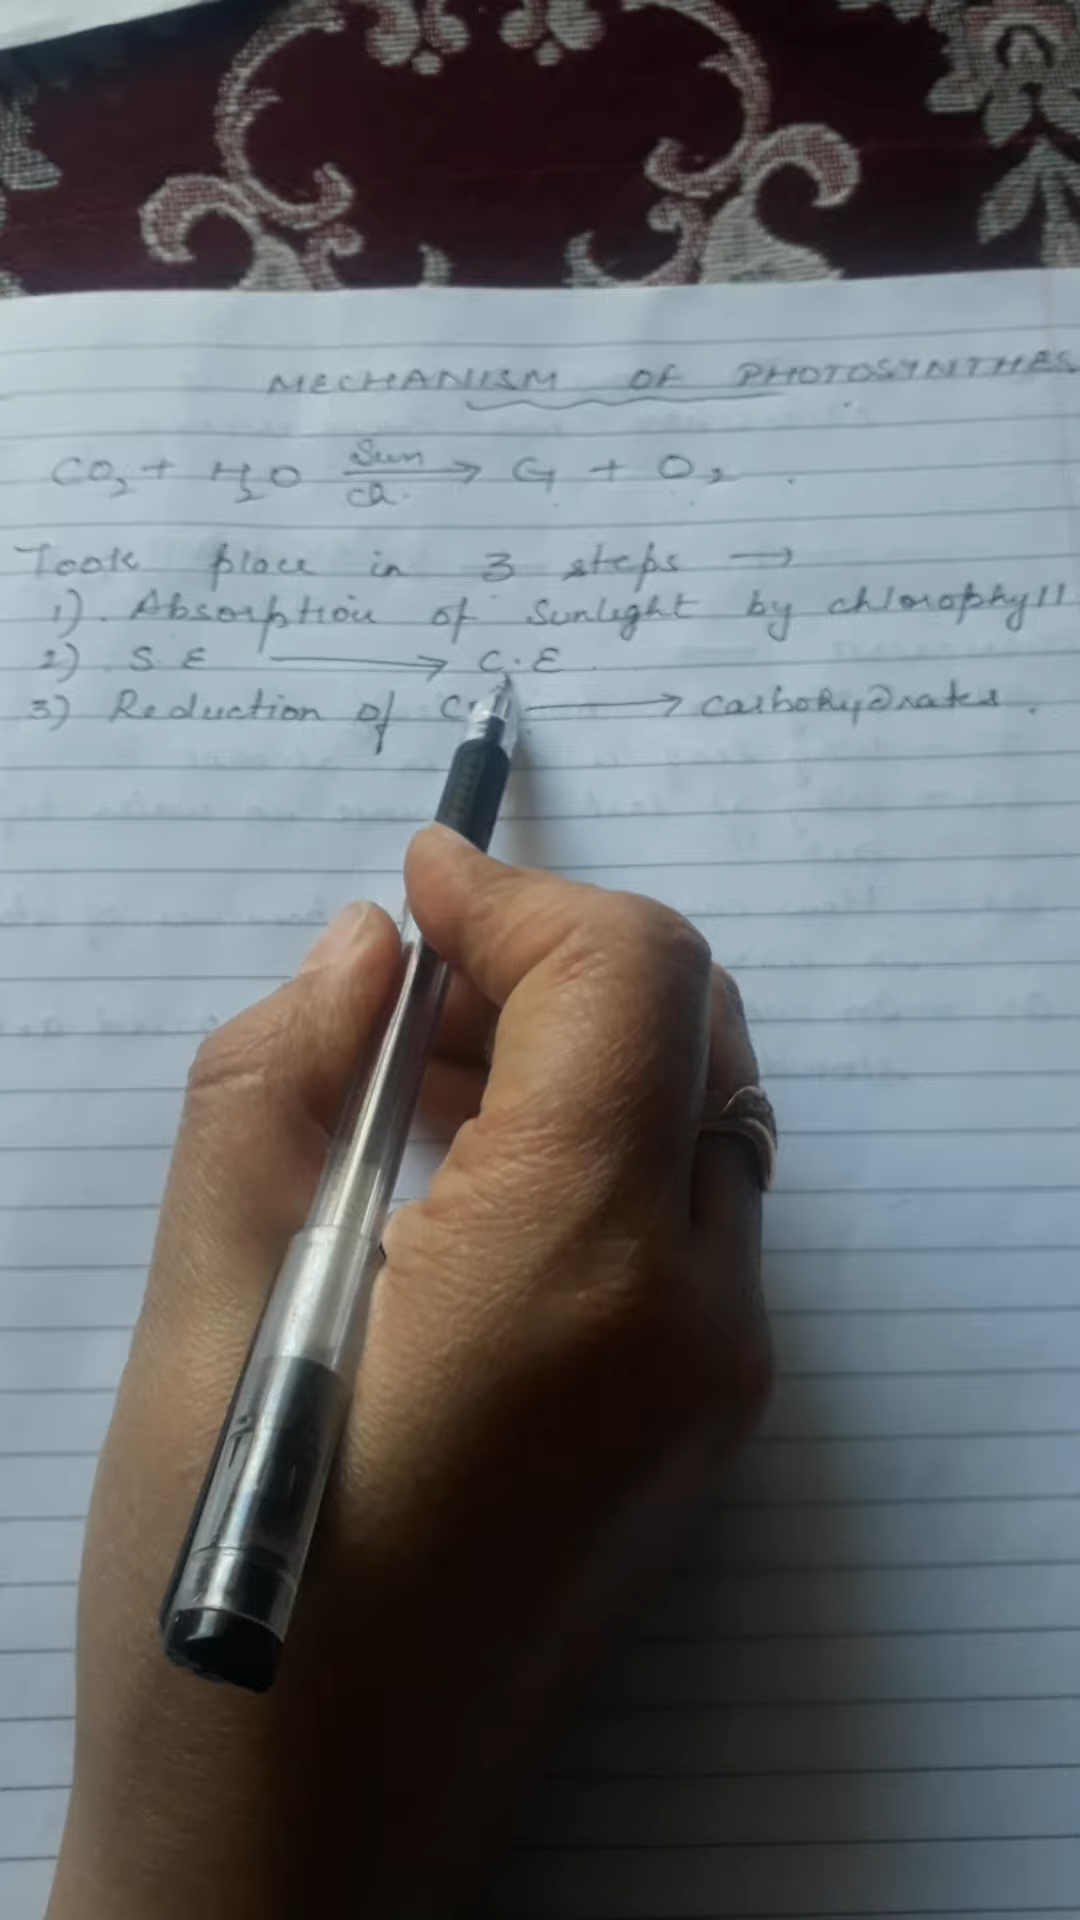 MECHANISM OF PHOTOSYNTHES
CO2 + H2O Sun → G + O2
Took place in 3 steps →
1). Absorption of Sunlight by chlorophyll
2) S.E → C.E
3) Reduction of → carbohydrates.